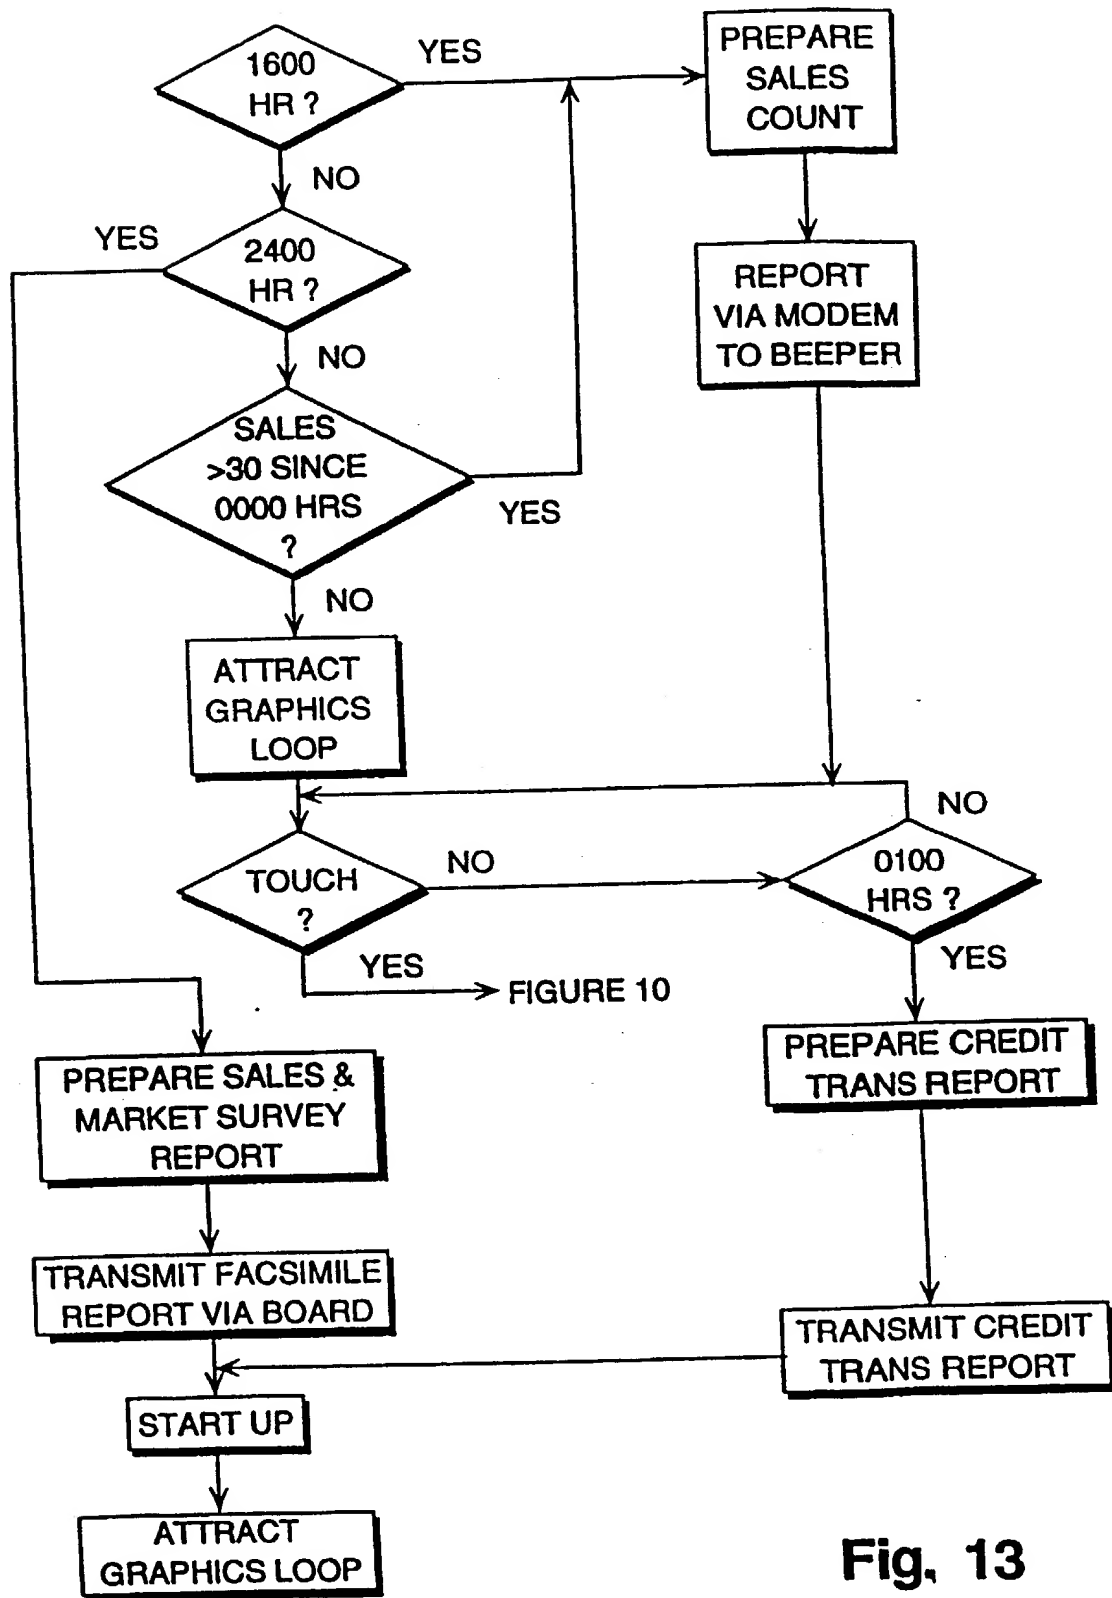 1600
HR ?
YES
PREPARE
SALES
COUNT
NO
YES
2400
HR ?
REPORT
VIA MODEM
TO BEEPER
NO
SALES
>30 SINCE
0000 HRS
?
YES
NO
ATTRACT
GRAPHICS
LOOP
NO
TOUCH
?
NO
0100
HRS ?
YES
FIGURE 10
YES
PREPARE SALES &
MARKET SURVEY
REPORT
PREPARE CREDIT
TRANS REPORT
TRANSMIT FACSIMILE
REPORT VIA BOARD
TRANSMIT CREDIT
TRANS REPORT
START UP
ATTRACT
GRAPHICS LOOP
Fig. 13